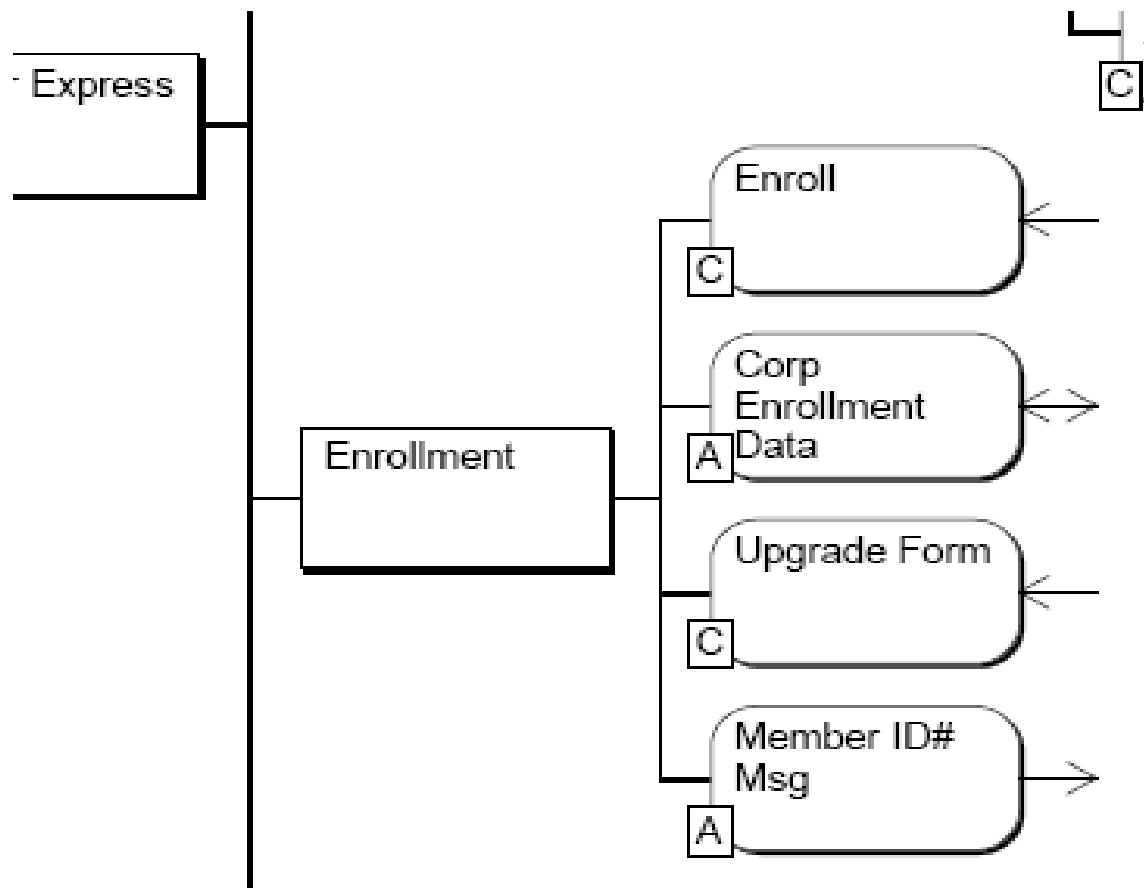 Express
C
Enroll
C
Corp
Enrollment
Data
A
Enrollment
Upgrade Form
C
Member ID#
Msg
A